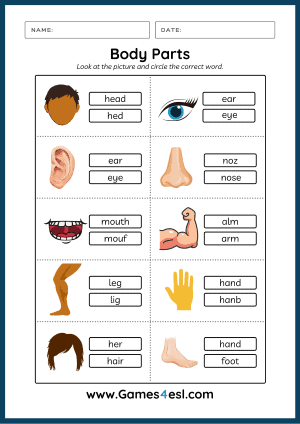 NAME: DATE:
Body Parts
Look at the picture and circle the correct word.
head ear
hed eye
ear noz
eye nose
mouth alm
mouf arm
leg hand
lig hanb
her hand
hair foot
www.Games4esl.com